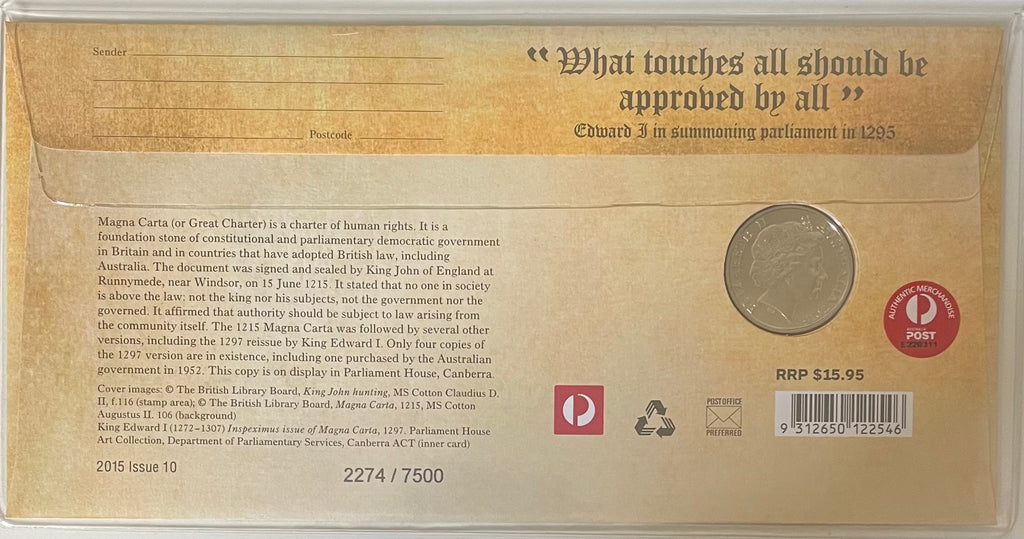 Sender
Postcode
“What touches all should be
approved by all”
Edward I in summoning parliament in 1295
Magna Carta (or Great Charter) is a charter of human rights. It is a
foundation stone of constitutional and parliamentary democratic government
in Britain and in countries that have adopted British law, including
Australia. The document was signed and sealed by King John of England at
Runnymede, near Windsor, on 15 June 1215. It stated that no one in society
is above the law: not the king nor his subjects, not the government nor the
governed. It affirmed that authority should be subject to law arising from
the community itself. The 1215 Magna Carta was followed by several other
versions, including the 1297 reissue by King Edward I. Only four copies of
the 1297 version are in existence, including one purchased by the Australian
government in 1952. This copy is on display in Parliament House, Canberra.
Cover images: © The British Library Board, King John hunting, MS Cotton Claudius D.
II, f.116 (stamp area); © The British Library Board, Magna Carta, 1215, MS Cotton
Augustus II. 106 (background)
King Edward I (1272–1307) Inspeximus issue of Magna Carta, 1297. Parliament House
Art Collection, Department of Parliamentary Services, Canberra ACT (inner card)
2015 Issue 10
2274 / 7500
AUTHENTIC MERCHANDISE
AUSTRALIA
POST
RRP $15.95
POST OFFICE
PREFERRED
9 312650 122546